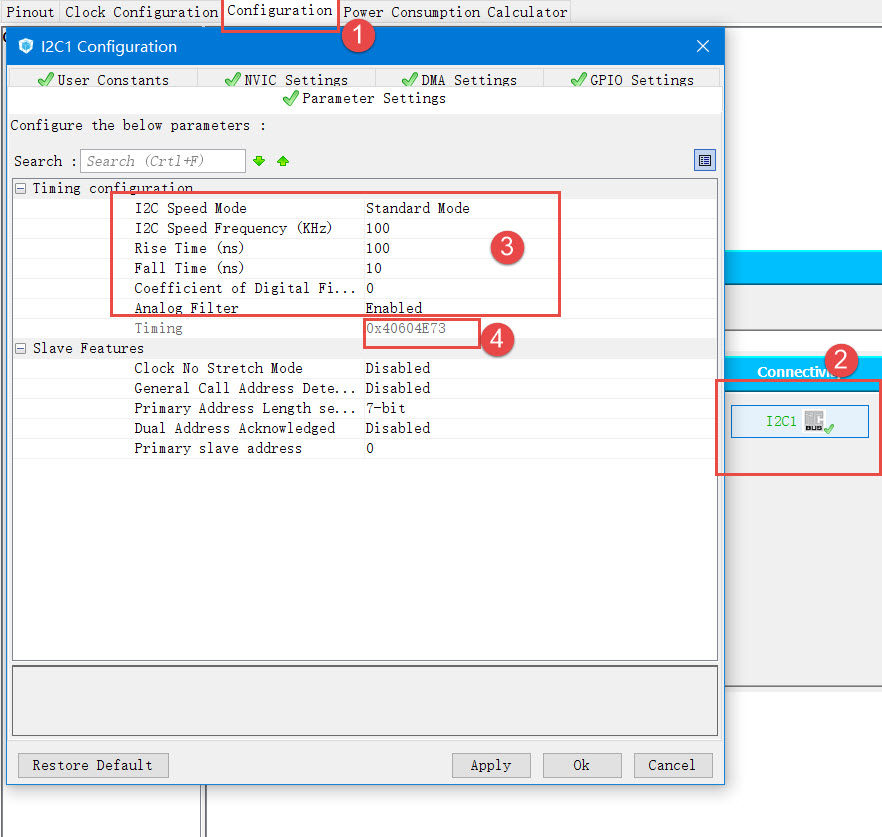 Pinout Clock Configuration Configuration Power Consumption Calculator
1
I2C1 Configuration
User Constants NVIC Settings DMA Settings GPIO Settings
Parameter Settings
Configure the below parameters :
Search : Search (Crtl+F)
Timing configuration
I2C Speed Mode Standard Mode
I2C Speed Frequency (KHz) 100
Rise Time (ns) 100
3
Fall Time (ns) 10
Coefficient of Digital Fi... 0
Analog Filter Enabled
Timing 0x40604E73
4
Slave Features
Clock No Stretch Mode Disabled
General Call Address Dete... Disabled
Primary Address Length se... 7-bit
Dual Address Acknowledged Disabled
Primary slave address 0
2
I2C1 BUS
Restore Default Apply Ok Cancel